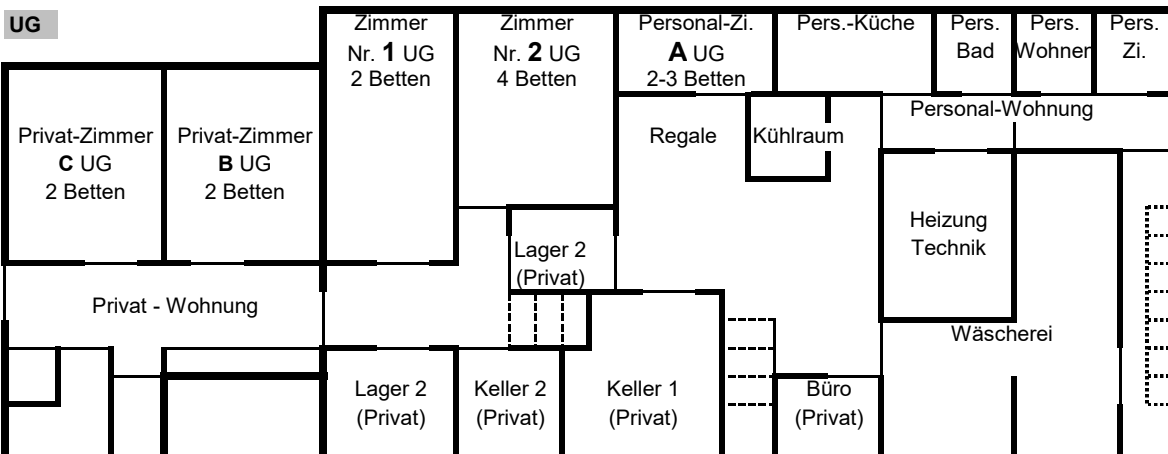 UG
Zimmer
Nr. 1 UG
2 Betten
Zimmer
Nr. 2 UG
4 Betten
Personal-Zi.
A UG
2-3 Betten
Pers.-Küche
Pers.
Bad
Pers.
Wohner
Pers.
Zi.
Privat-Zimmer
C UG
2 Betten
Privat-Zimmer
B UG
2 Betten
Regale
Kühlraum
Personal-Wohnung
Heizung
Technik
Lager 2
(Privat)
Privat - Wohnung
Wäscherei
Lager 2
(Privat)
Keller 2
(Privat)
Keller 1
(Privat)
Büro
(Privat)